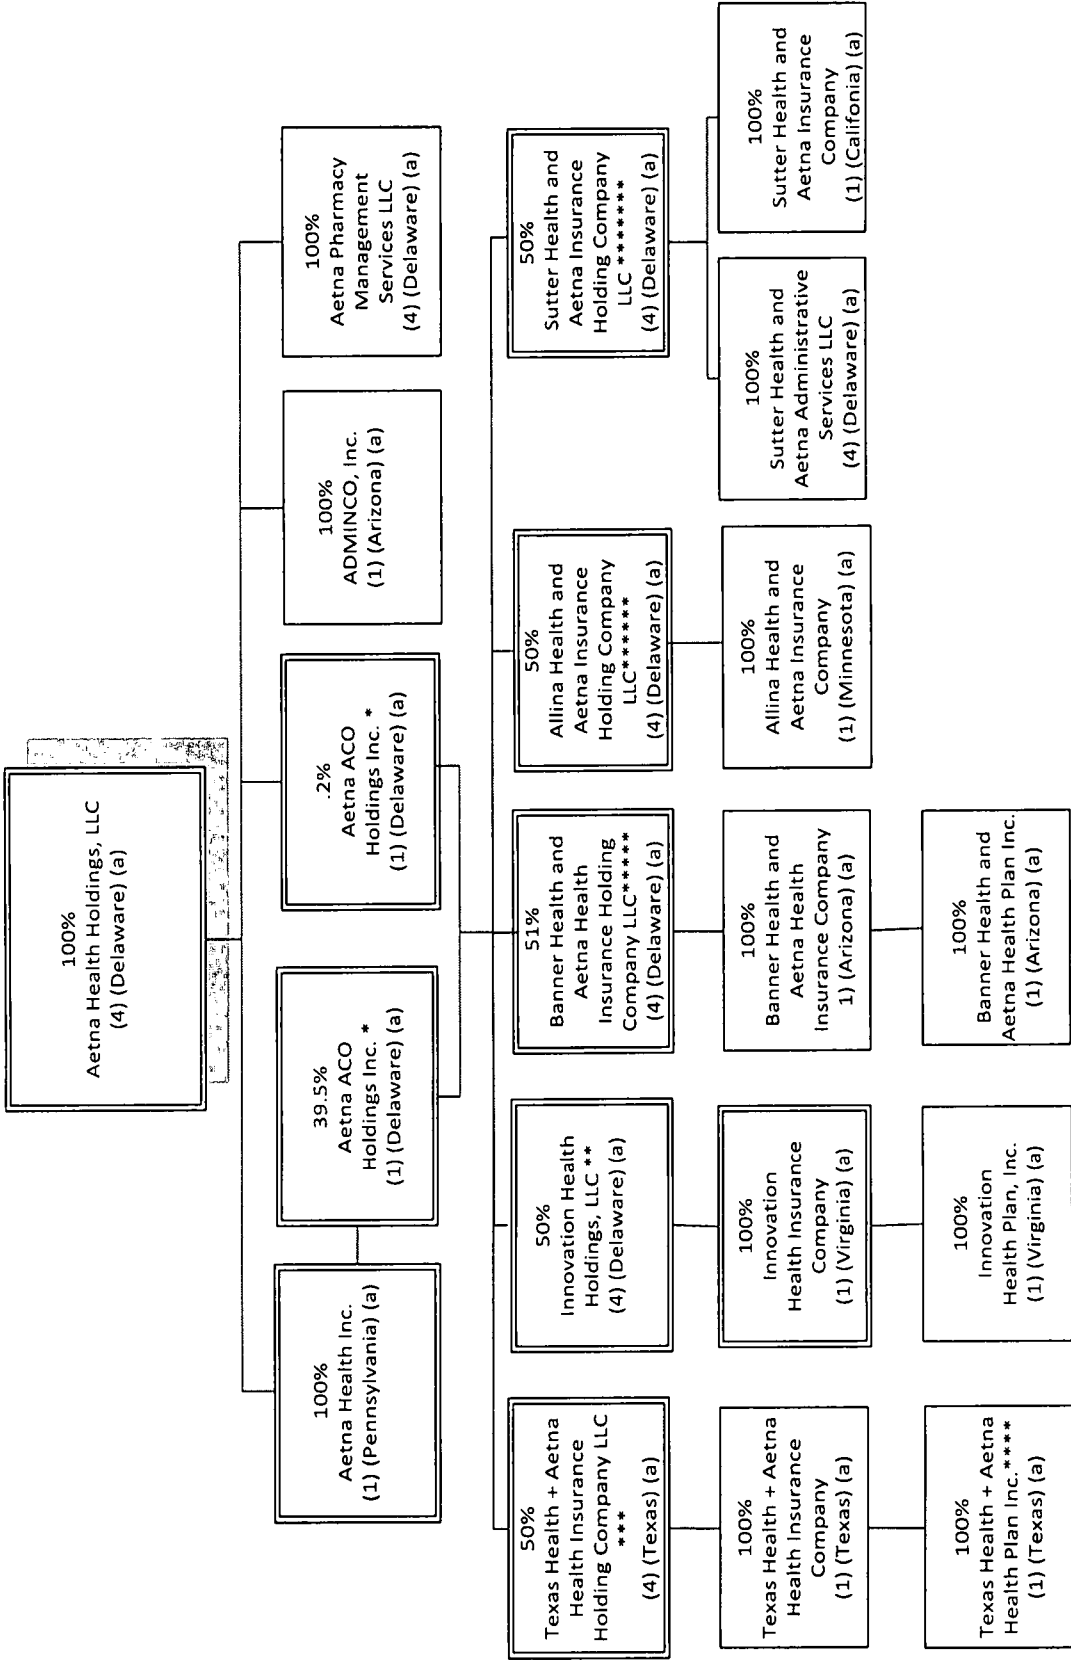 100%
Aetna Health Holdings, LLC
(4) (Delaware) (a)
100%
Aetna Health Inc.
(1) (Pennsylvania) (a)
39.5%
Aetna ACO
Holdings Inc. *
(1) (Delaware) (a)
.2%
Aetna ACO
Holdings Inc. *
(1) (Delaware) (a)
100%
ADMINCO, Inc.
(1) (Arizona) (a)
100%
Aetna Pharmacy
Management
Services LLC
(4) (Delaware) (a)
50%
Texas Health + Aetna
Health Insurance
Holding Company LLC
***
(4) (Texas) (a)
50%
Innovation Health
Holdings, LLC **
(4) (Delaware) (a)
51%
Banner Health and
Aetna Health
Insurance Holding
Company LLC*****
(4) (Delaware) (a)
50%
Allina Health and
Aetna Insurance
Holding Company
LLC*******
(4) (Delaware) (a)
50%
Sutter Health and
Aetna Insurance
Holding Company
LLC *******
(4) (Delaware) (a)
100%
Texas Health + Aetna
Health Insurance
Company
(1) (Texas) (a)
100%
Innovation
Health Insurance
Company
(1) (Virginia) (a)
100%
Banner Health and
Aetna Health
Insurance Company
1) (Arizona) (a)
100%
Allina Health and
Aetna Insurance
Company
(1) (Minnesota) (a)
100%
Sutter Health and
Aetna Administrative
Services LLC
(4) (Delaware) (a)
100%
Sutter Health and
Aetna Insurance
Company
(1) (Califonia) (a)
100%
Texas Health + Aetna
Health Plan Inc.****
(1) (Texas) (a)
100%
Innovation
Health Plan, Inc.
(1) (Virginia) (a)
100%
Banner Health and
Aetna Health Plan Inc.
(1) (Arizona) (a)